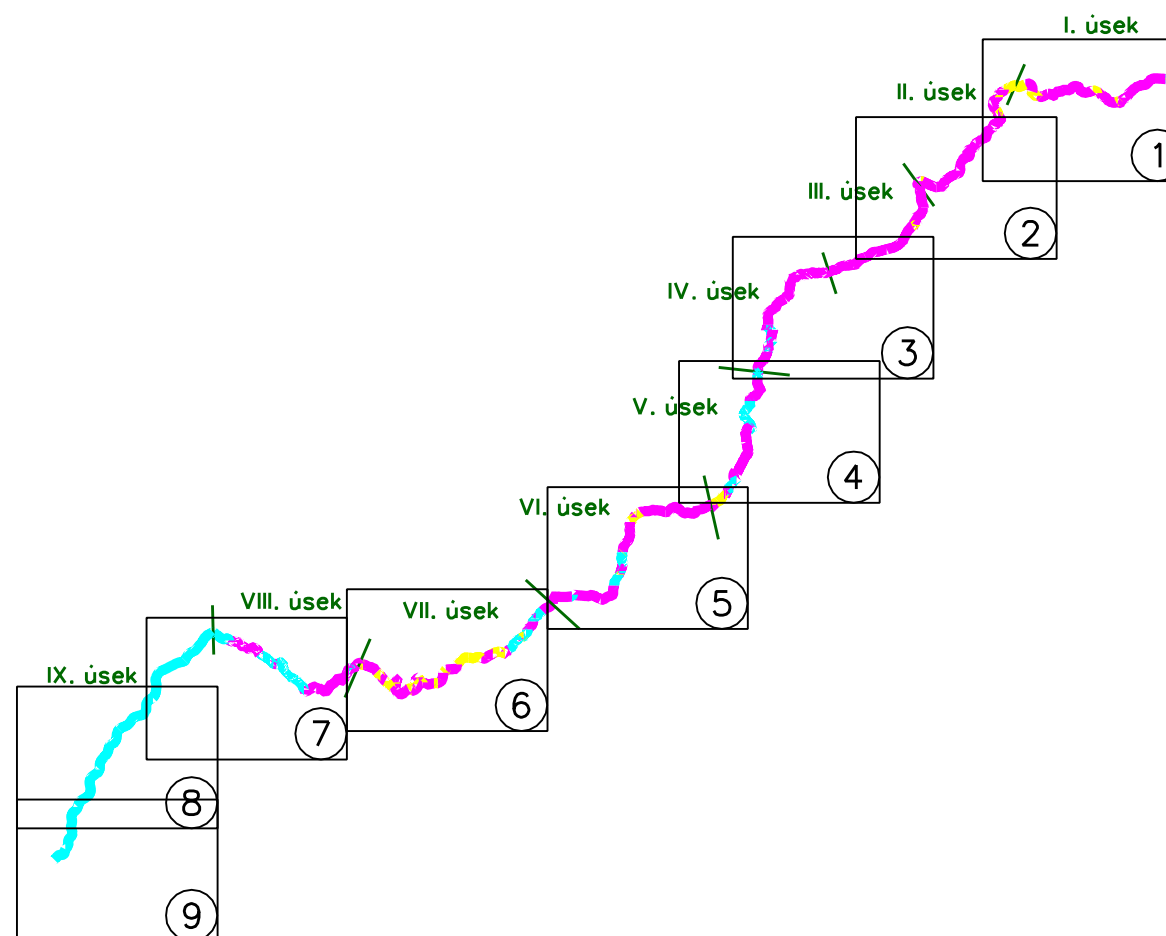 I. úsek
II. úsek
1
III. úsek
2
IV. úsek
3
V. úsek
4
VI. úsek
5
VIII. úsek
VII. úsek
IX. úsek
6
7
8
9